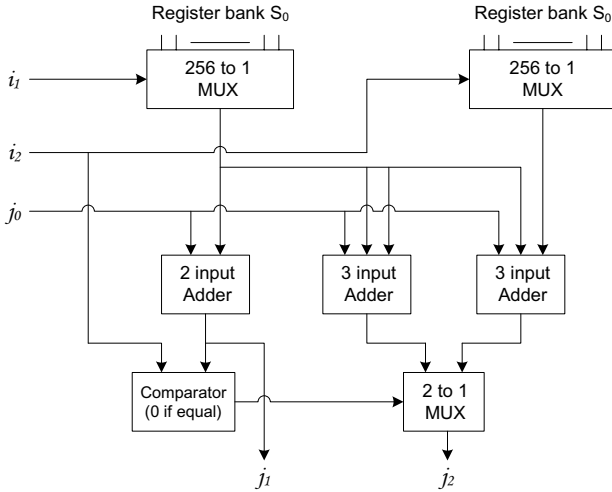 Register bank S0
Register bank S0
256 to 1
MUX
256 to 1
MUX
i1
i2
j0
2 input
Adder
3 input
Adder
3 input
Adder
Comparator
(0 if equal)
2 to 1
MUX
j1
j2